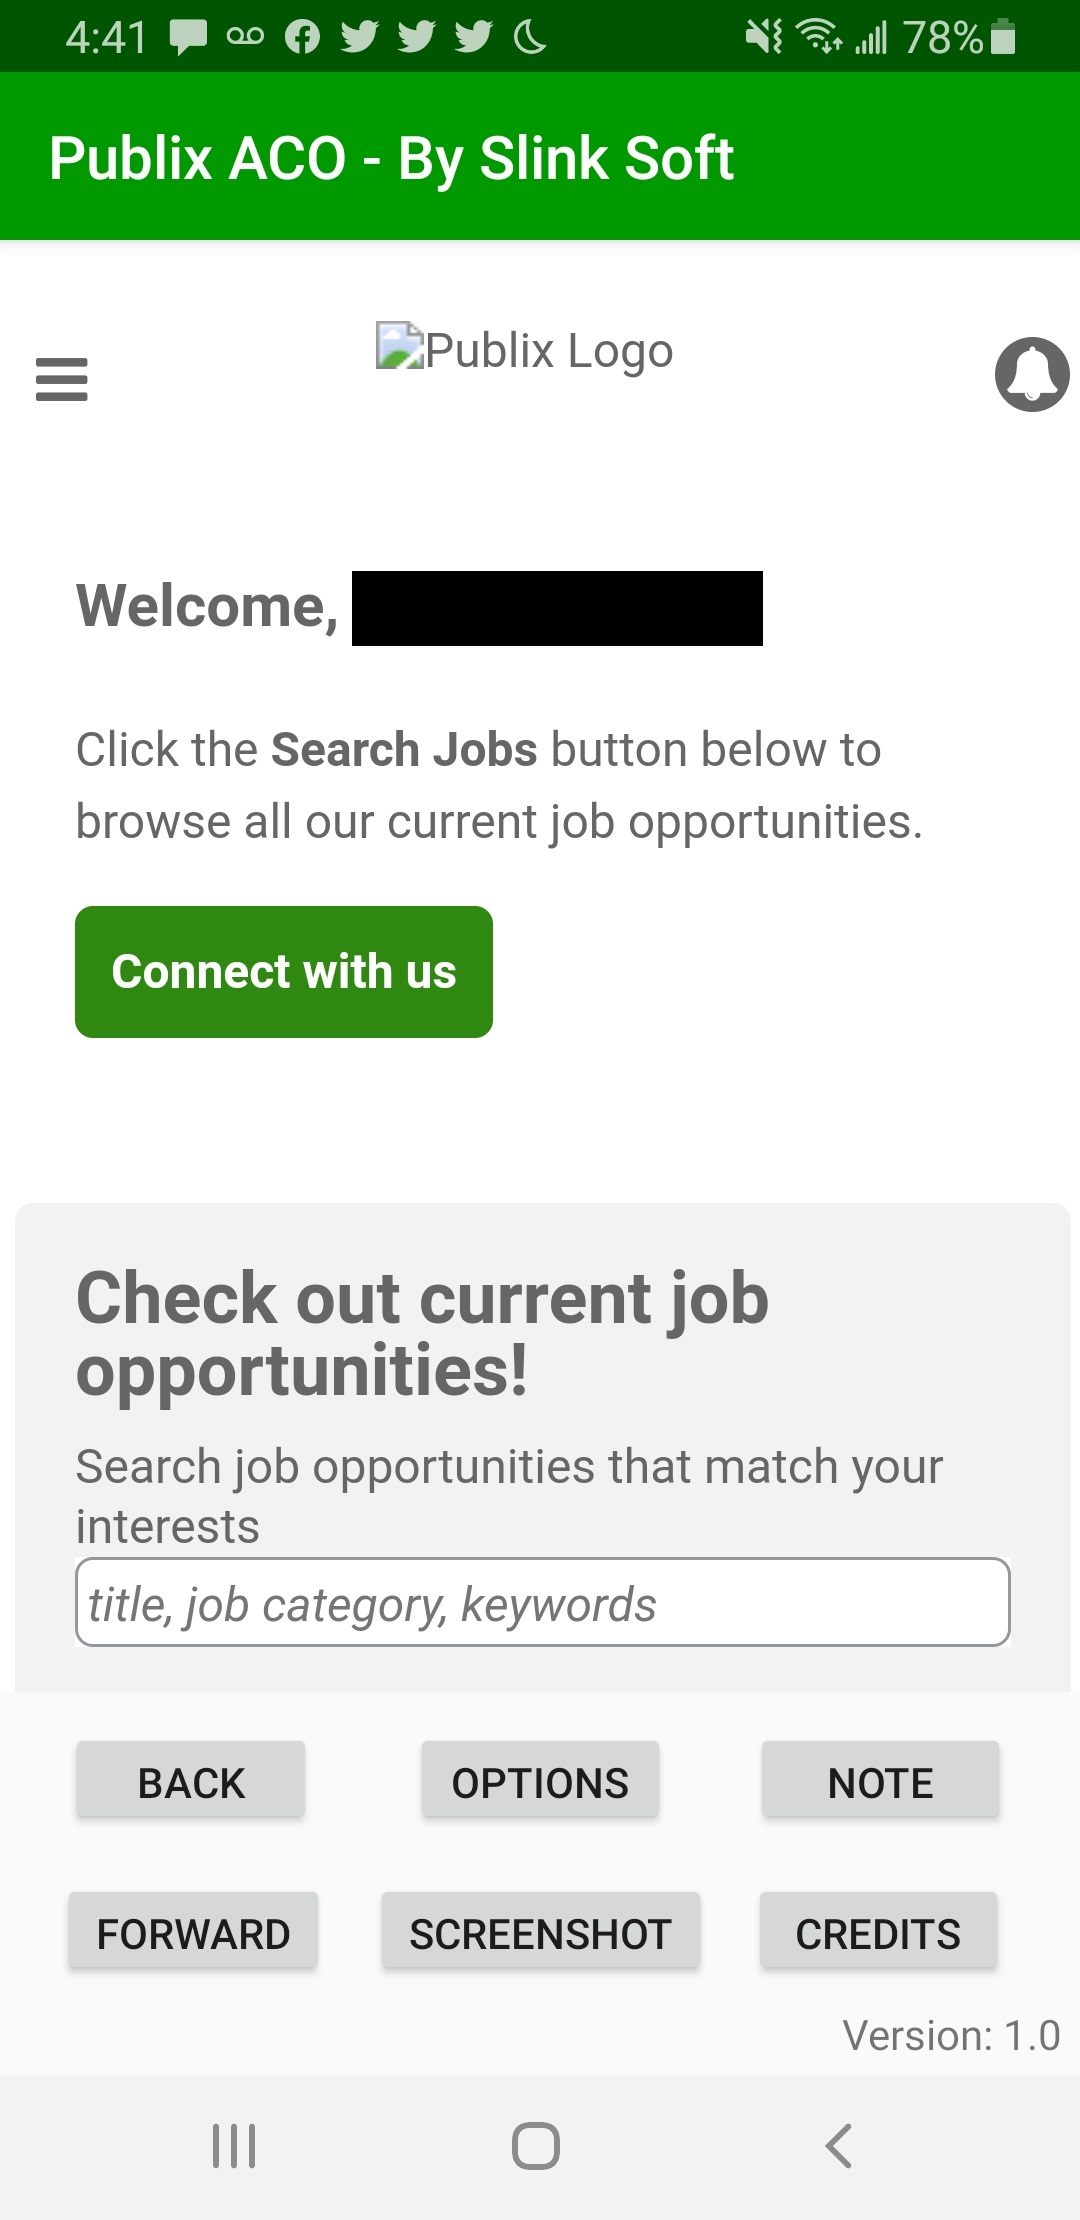 4:41
78%
Publix ACO - By Slink Soft
Publix Logo
Welcome,
Click the Search Jobs button below to
browse all our current job opportunities.
Connect with us
Check out current job
opportunities!
Search job opportunities that match your
interests
title, job category, keywords
BACK
OPTIONS
NOTE
FORWARD
SCREENSHOT
CREDITS
Version: 1.0